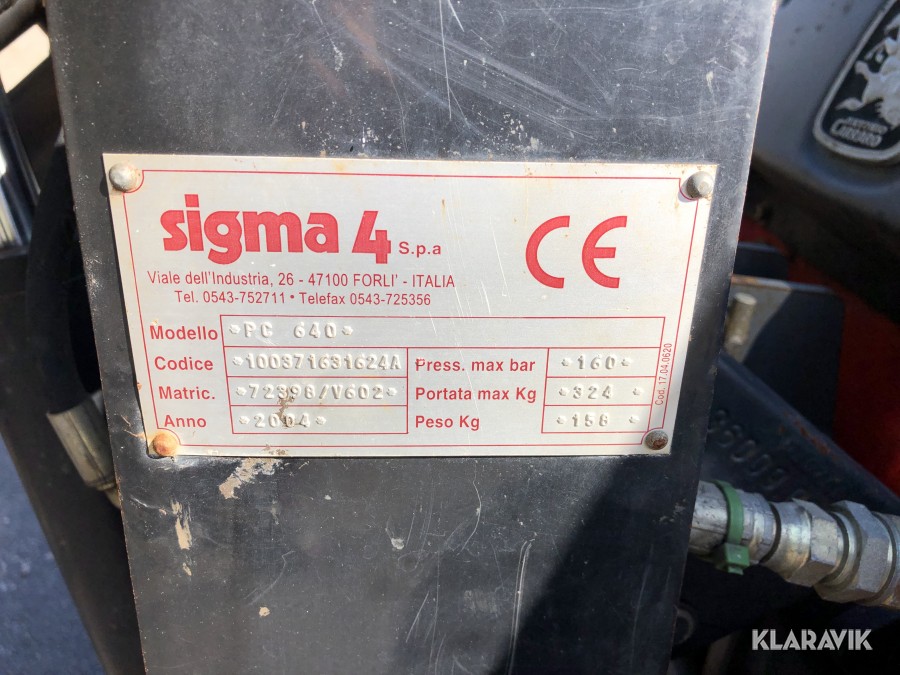 sigma 4 S.p.a
CE
Viale dell'Industria, 26 - 47100 FORLI' - ITALIA
Tel. 0543-752711 • Telefax 0543-725356
Modello *PC 640*
Codice *100371631624A
Press. max bar *160*
Matric. *72398/V602*
Portata max Kg *324 *
Anno *2004*
Peso Kg *158 *
Cod. 17.04.0620
KLARAVIK